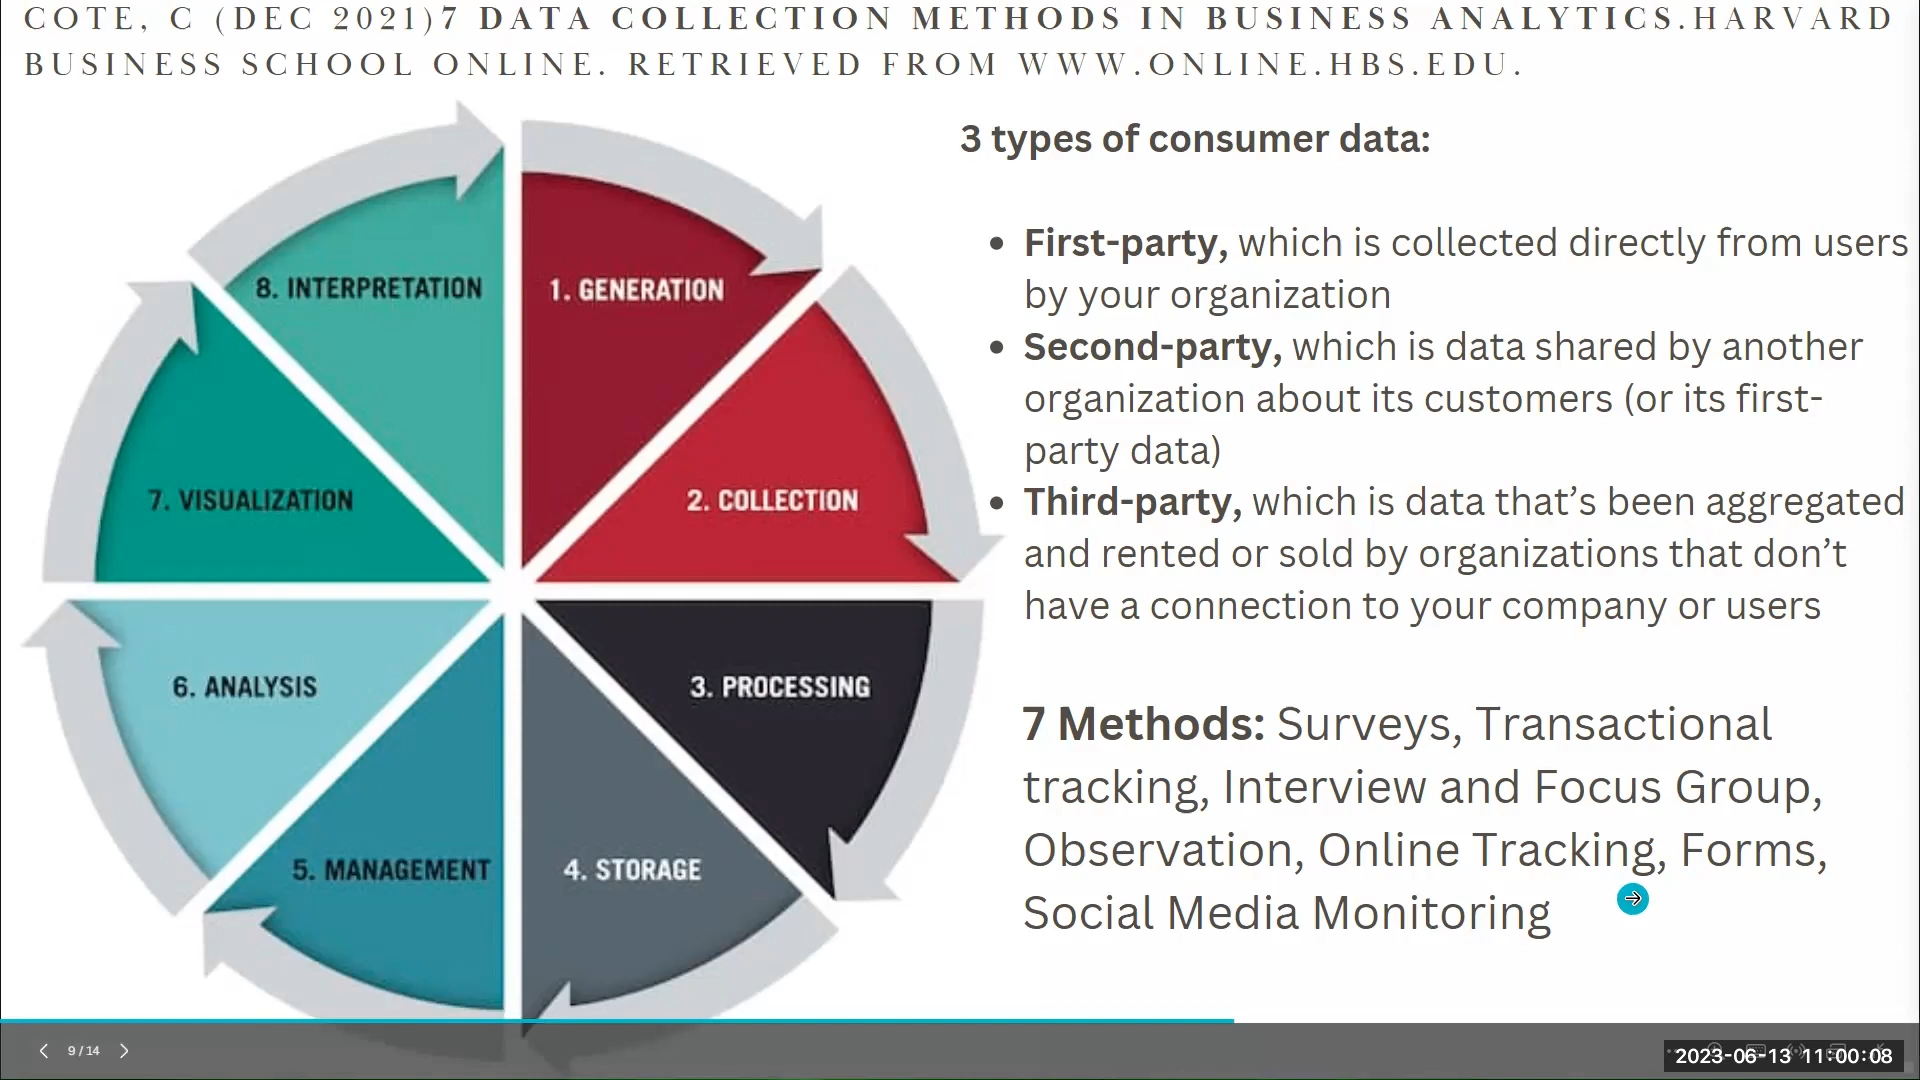 COTE, C (DEC 2021)7 DATA COLLECTION METHODS IN BUSINESS ANALYTICS.HARVARD
BUSINESS SCHOOL ONLINE. RETRIEVED FROM WWW.ONLINE.HBS.EDU.
8. INTERPRETATION
1. GENERATION
7. VISUALIZATION
2. COLLECTION
6. ANALYSIS
3. PROCESSING
5. MANAGEMENT
4. STORAGE
3 types of consumer data:
• First-party, which is collected directly from users
by your organization
• Second-party, which is data shared by another
organization about its customers (or its first-
party data)
• Third-party, which is data that’s been aggregated
and rented or sold by organizations that don’t
have a connection to your company or users
7 Methods: Surveys, Transactional
tracking, Interview and Focus Group,
Observation, Online Tracking, Forms,
Social Media Monitoring
9 / 14
2023-06-13 11:00:08